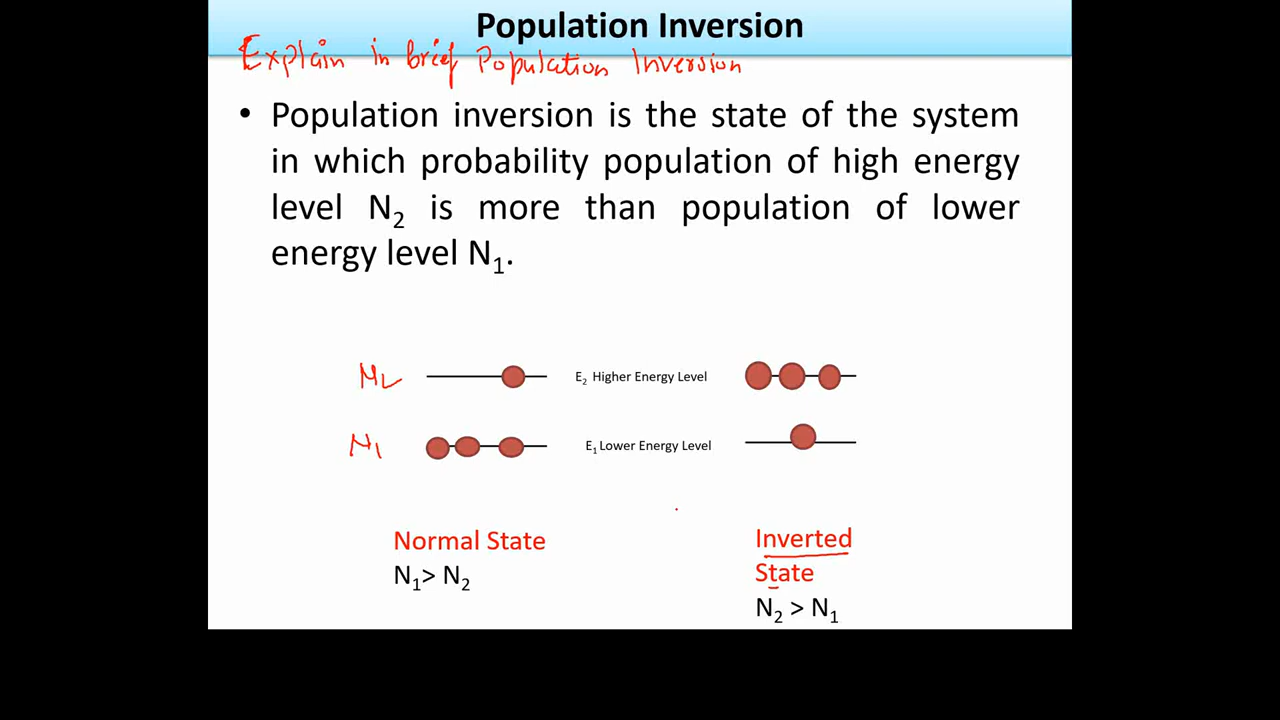 Population Inversion
Explain in brief Population Inversion
• Population inversion is the state of the system
in which probability population of high energy
level N₂ is more than population of lower
energy level N₁.
N₂ E₂ Higher Energy Level
N₁ E₁ Lower Energy Level
Normal State
N₁> N₂
Inverted
State
N₂ > N₁